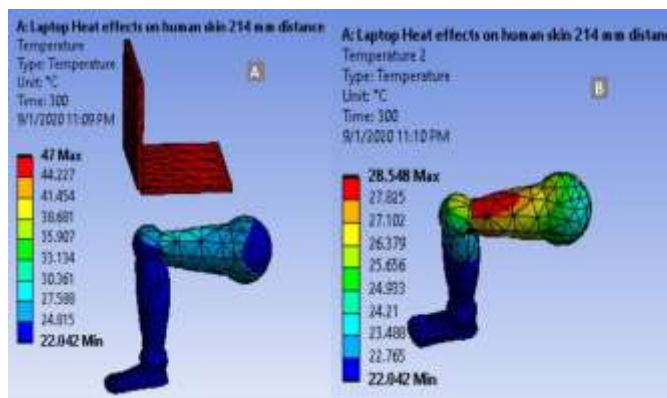 A: Laptop Heat effects on human skin 214 mm distance
Temperature
Type: Temperature
Unit: °C
Time: 300
9/1/2020 11:09 PM
A
47 Max
44.227
41.454
38.681
35.907
33.134
30.361
27.588
24.815
22.042 Min
A: Laptop Heat effects on human skin 214 mm distanc
Temperature 2
Type: Temperature
Unit: °C
Time: 300
9/1/2020 11:10 PM
B
28.548 Max
27.825
27.102
26.379
25.656
24.933
24.21
23.488
22.765
22.042 Min